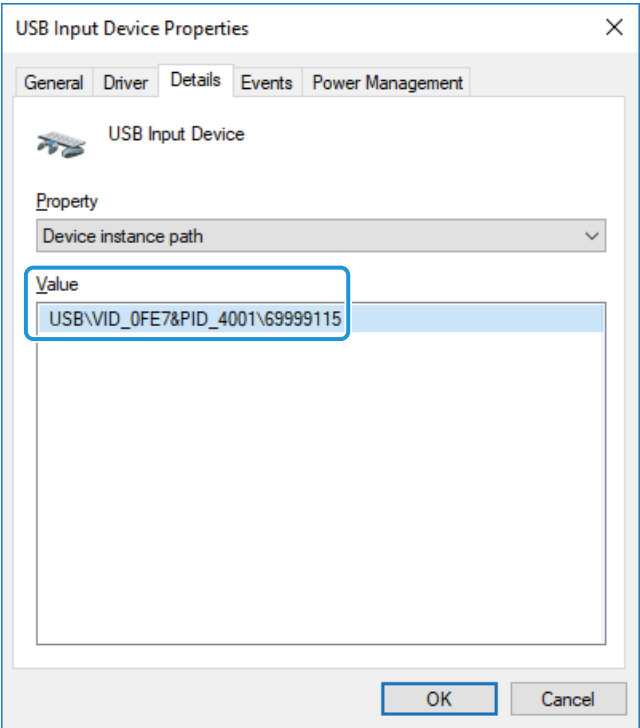 USB Input Device Properties
General Driver Details Events Power Management
USB Input Device
Property
Device instance path
Value
USB\VID_0FE7&PID_4001\69999115
OK Cancel